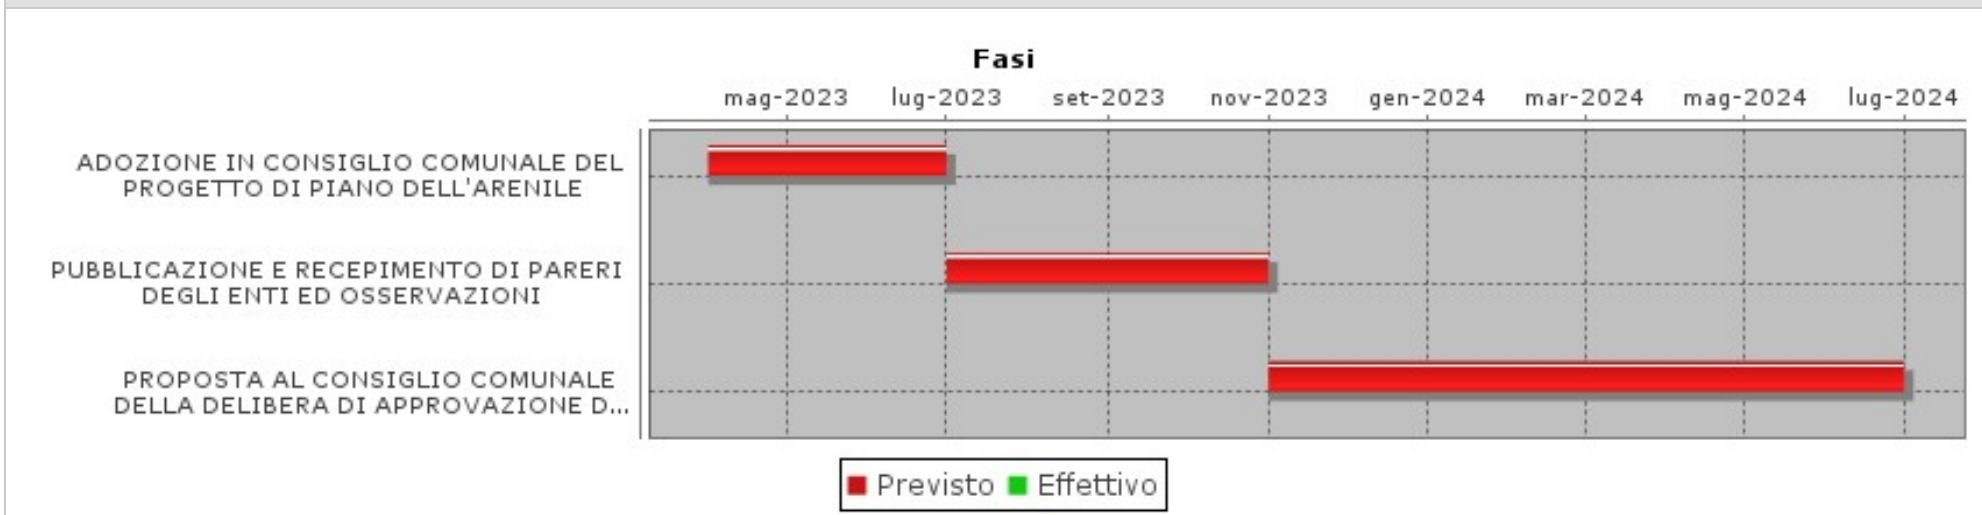 Fasi
mag-2023 lug-2023 set-2023 nov-2023 gen-2024 mar-2024 mag-2024 lug-2024
ADOZIONE IN CONSIGLIO COMUNALE DEL
PROGETTO DI PIANO DELL'ARENILE
PUBBLICAZIONE E RECEPIMENTO DI PARERI
DEGLI ENTI ED OSSERVAZIONI
PROPOSTA AL CONSIGLIO COMUNALE
DELLA DELIBERA DI APPROVAZIONE D...
Previsto Effettivo